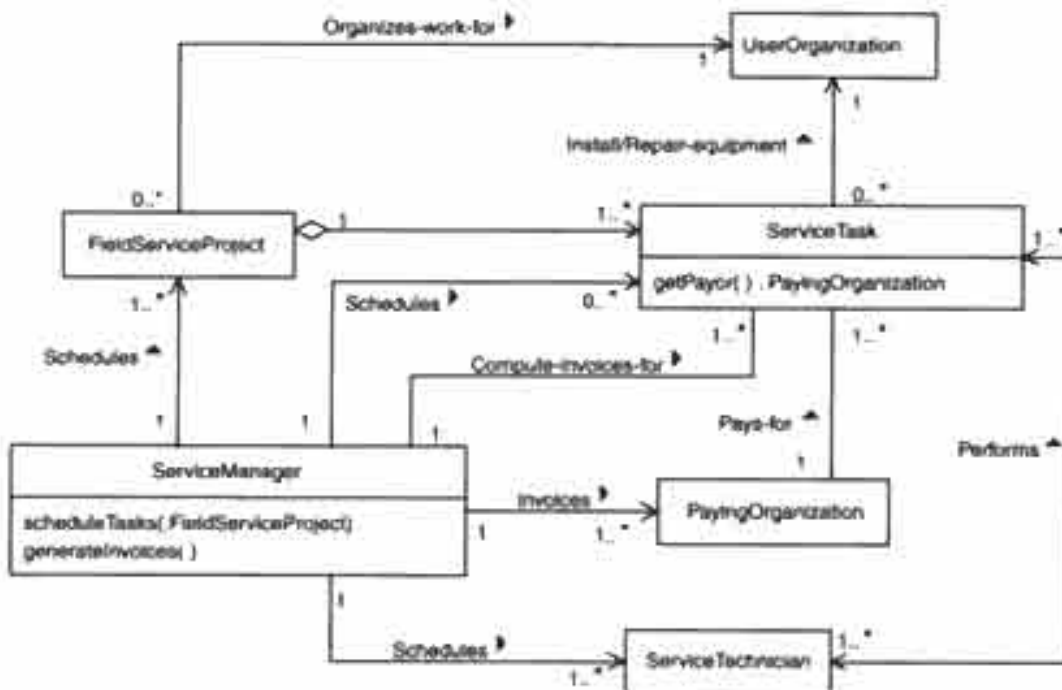 Organizes-work-for
1
UserOrganization
1
Install/Repair-equipment
0..*
0..*
FieldServiceProject
1
1..*
ServiceTask
1..*
getPayor( ) : PayingOrganization
1..*
Schedules
0..*
1..*
1..*
Schedules
Compute-invoices-for
1
1
1
Pays-for
1
Performs
ServiceManager
scheduleTasks( FieldServiceProject)
generateInvoices( )
Invoices
1
1..*
PayingOrganization
1
Schedules
1..*
ServiceTechnician
1..*